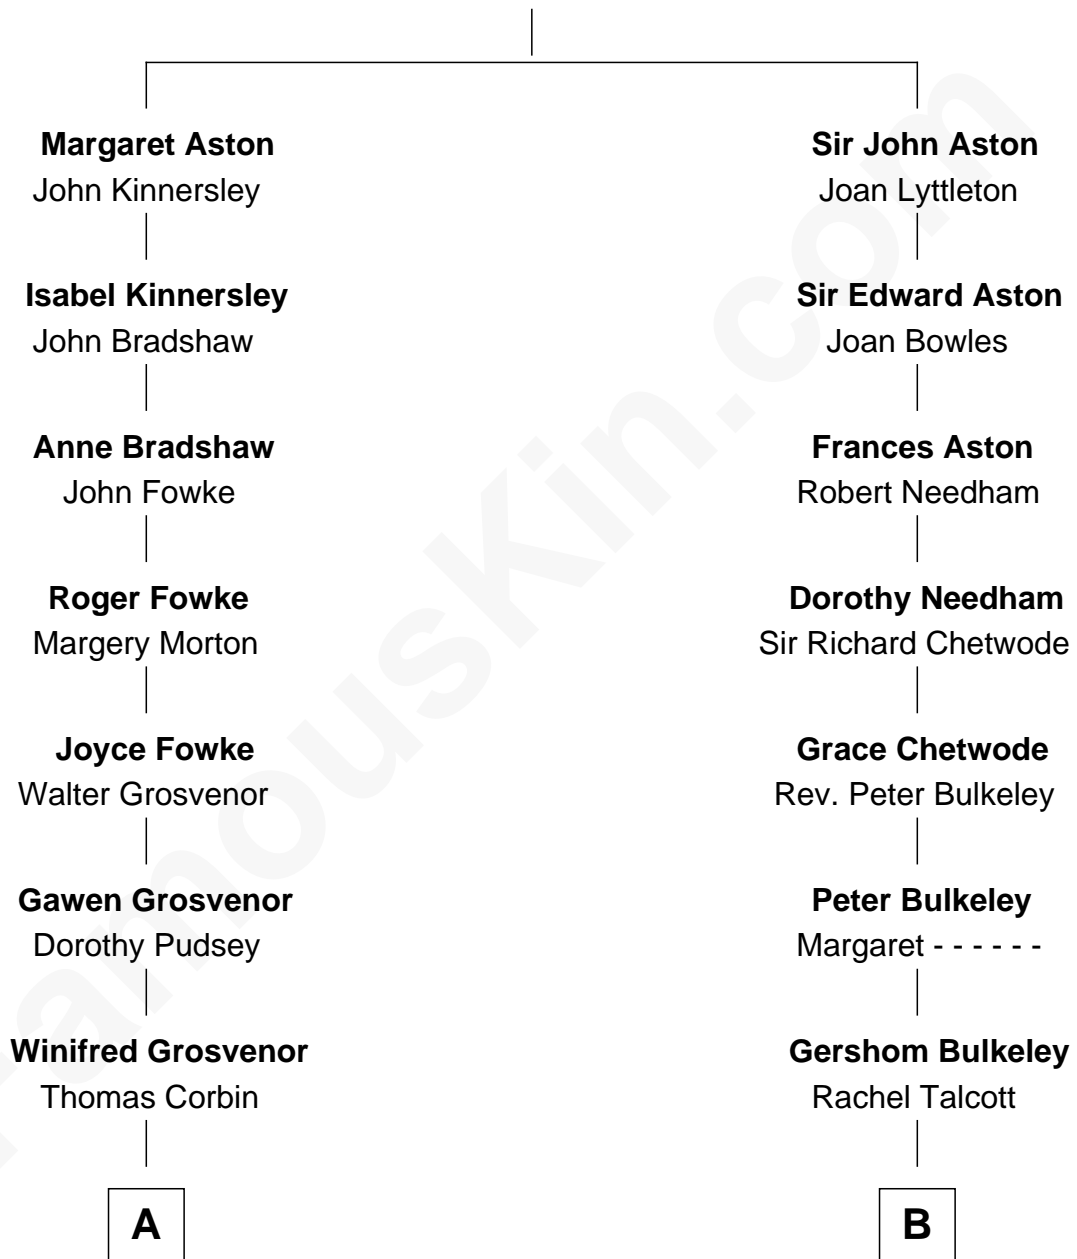 Margaret Aston
John Kinnersley
Sir John Aston
Joan Lyttleton
Isabel Kinnersley
John Bradshaw
Sir Edward Aston
Joan Bowles
Anne Bradshaw
John Fowke
Frances Aston
Robert Needham
Roger Fowke
Margery Morton
Dorothy Needham
Sir Richard Chetwode
Joyce Fowke
Walter Grosvenor
Grace Chetwode
Rev. Peter Bulkeley
Gawen Grosvenor
Dorothy Pudsey
Peter Bulkeley
Margaret - - - - - -
Winifred Grosvenor
Thomas Corbin
Gershom Bulkeley
Rachel Talcott
A
B
FamousKin.com